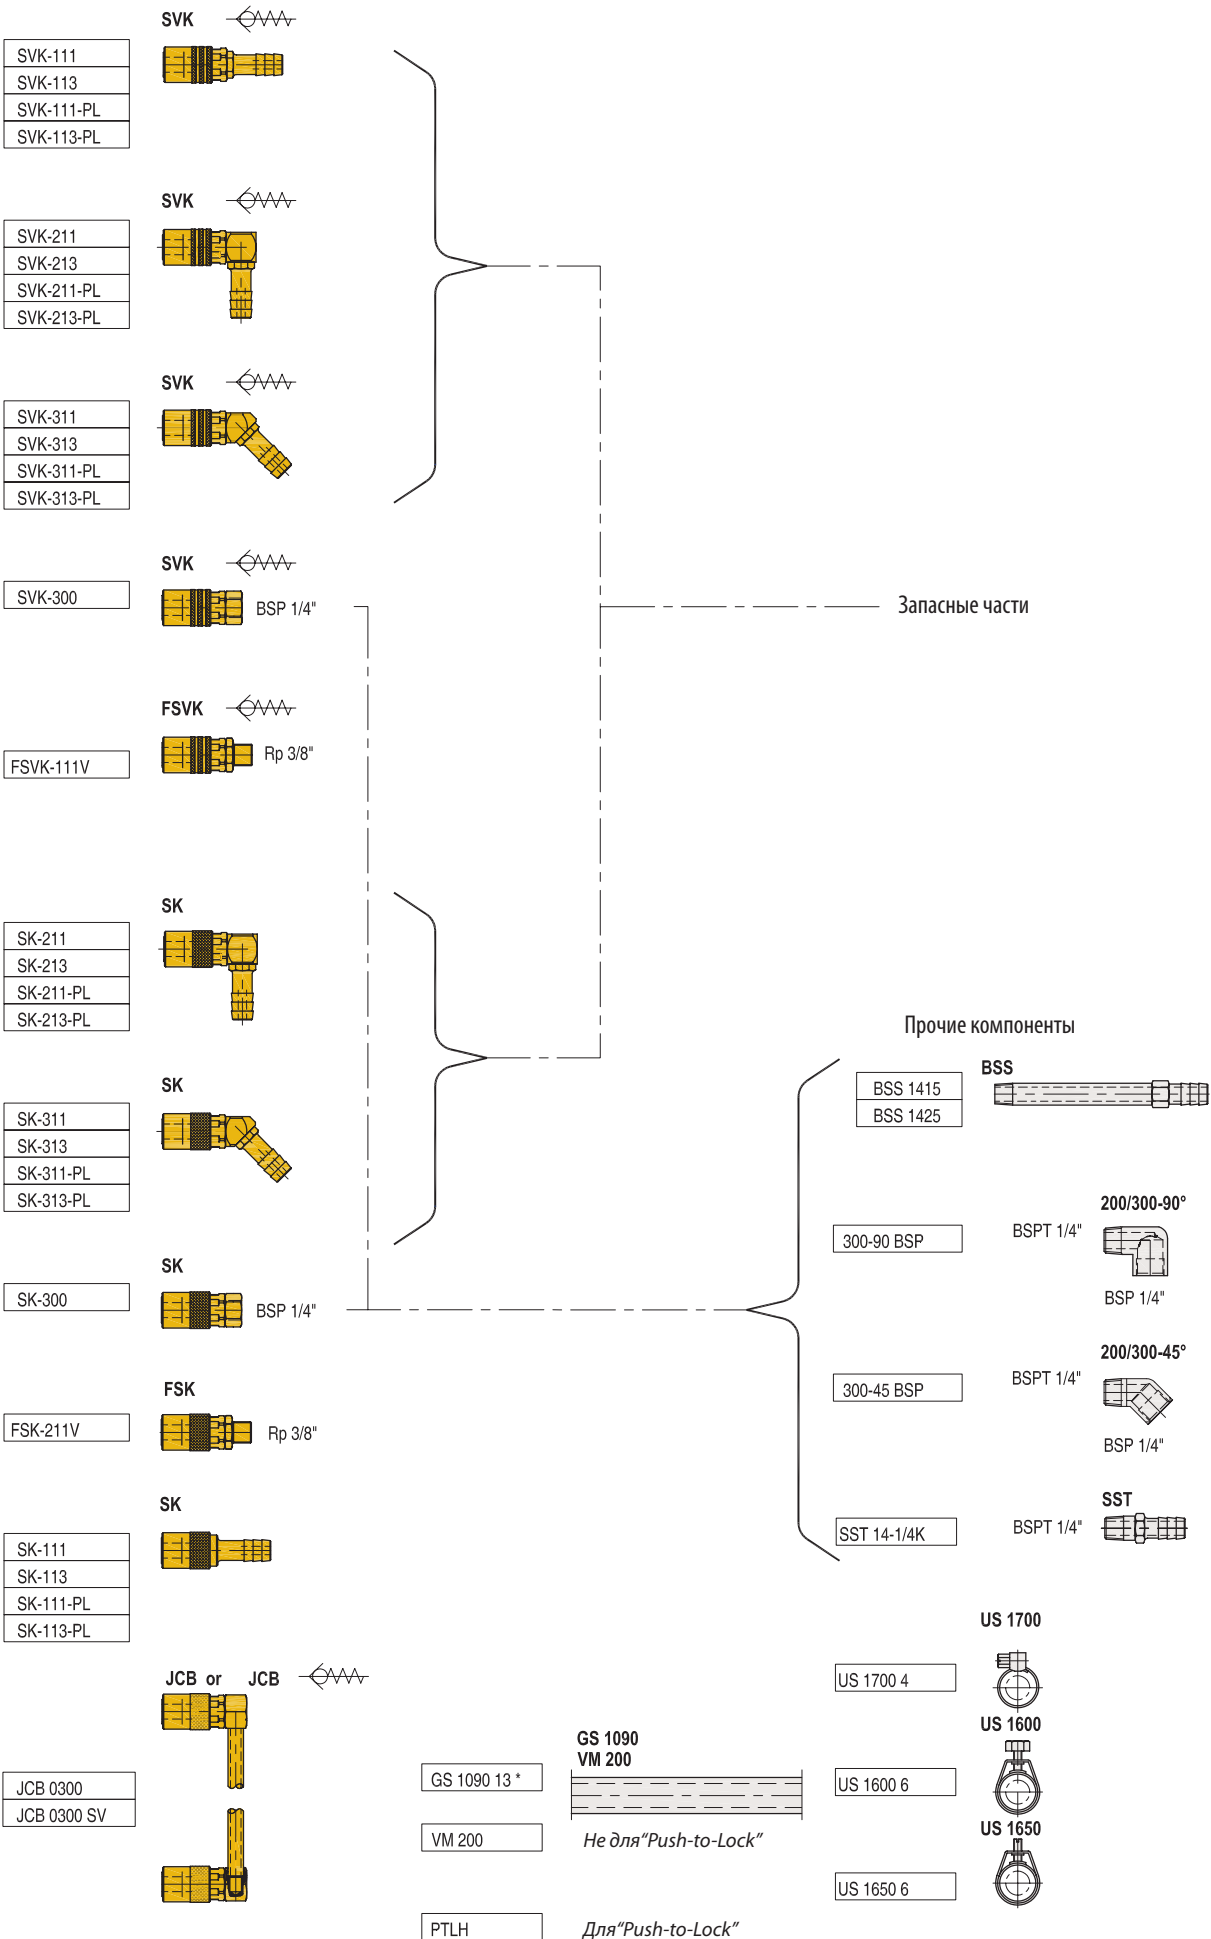 SVK
SVK-111
SVK-113
SVK-111-PL
SVK-113-PL
SVK
SVK-211
SVK-213
SVK-211-PL
SVK-213-PL
SVK
SVK-311
SVK-313
SVK-311-PL
SVK-313-PL
SVK
SVK-300
BSP 1/4"
Запасные части
FSVK
FSVK-111V
Rp 3/8"
SK
SK-211
SK-213
SK-211-PL
SK-213-PL
SK
SK-311
SK-313
SK-311-PL
SK-313-PL
SK
SK-300
BSP 1/4"
FSK
FSK-211V
Rp 3/8"
SK
SK-111
SK-113
SK-111-PL
SK-113-PL
JCB or JCB
JCB 0300
JCB 0300 SV
Прочие компоненты
BSS
BSS 1415
BSS 1425
200/300-90°
300-90 BSP
BSPT 1/4"
BSP 1/4"
200/300-45°
300-45 BSP
BSPT 1/4"
BSP 1/4"
SST
SST 14-1/4K
BSPT 1/4"
US 1700
US 1700 4
US 1600
US 1600 6
US 1650
US 1650 6
GS 1090
VM 200
GS 1090 13 *
VM 200
Не для“Push-to-Lock”
PTLH
Для“Push-to-Lock”